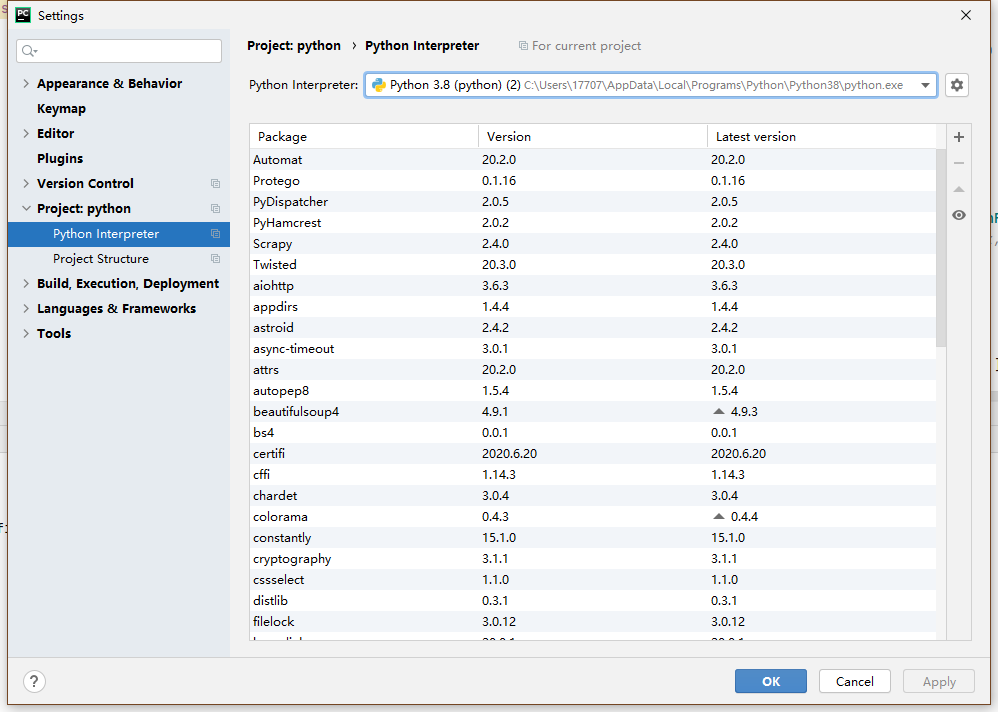 PC Settings
Project: python › Python Interpreter For current project
Python Interpreter: Python 3.8 (python) (2) C:\Users\17707\AppData\Local\Programs\Python\Python38\python.exe
Appearance & Behavior
Keymap
Editor
Plugins
Version Control
Project: python
Python Interpreter
Project Structure
Build, Execution, Deployment
Languages & Frameworks
Tools
Package Version Latest version
Automat 20.2.0 20.2.0
Protego 0.1.16 0.1.16
PyDispatcher 2.0.5 2.0.5
PyHamcrest 2.0.2 2.0.2
Scrapy 2.4.0 2.4.0
Twisted 20.3.0 20.3.0
aiohttp 3.6.3 3.6.3
appdirs 1.4.4 1.4.4
astroid 2.4.2 2.4.2
async-timeout 3.0.1 3.0.1
attrs 20.2.0 20.2.0
autopep8 1.5.4 1.5.4
beautifulsoup4 4.9.1 4.9.3
bs4 0.0.1 0.0.1
certifi 2020.6.20 2020.6.20
cffi 1.14.3 1.14.3
chardet 3.0.4 3.0.4
colorama 0.4.3 0.4.4
constantly 15.1.0 15.1.0
cryptography 3.1.1 3.1.1
cssselect 1.1.0 1.1.0
distlib 0.3.1 0.3.1
filelock 3.0.12 3.0.12
? OK Cancel Apply